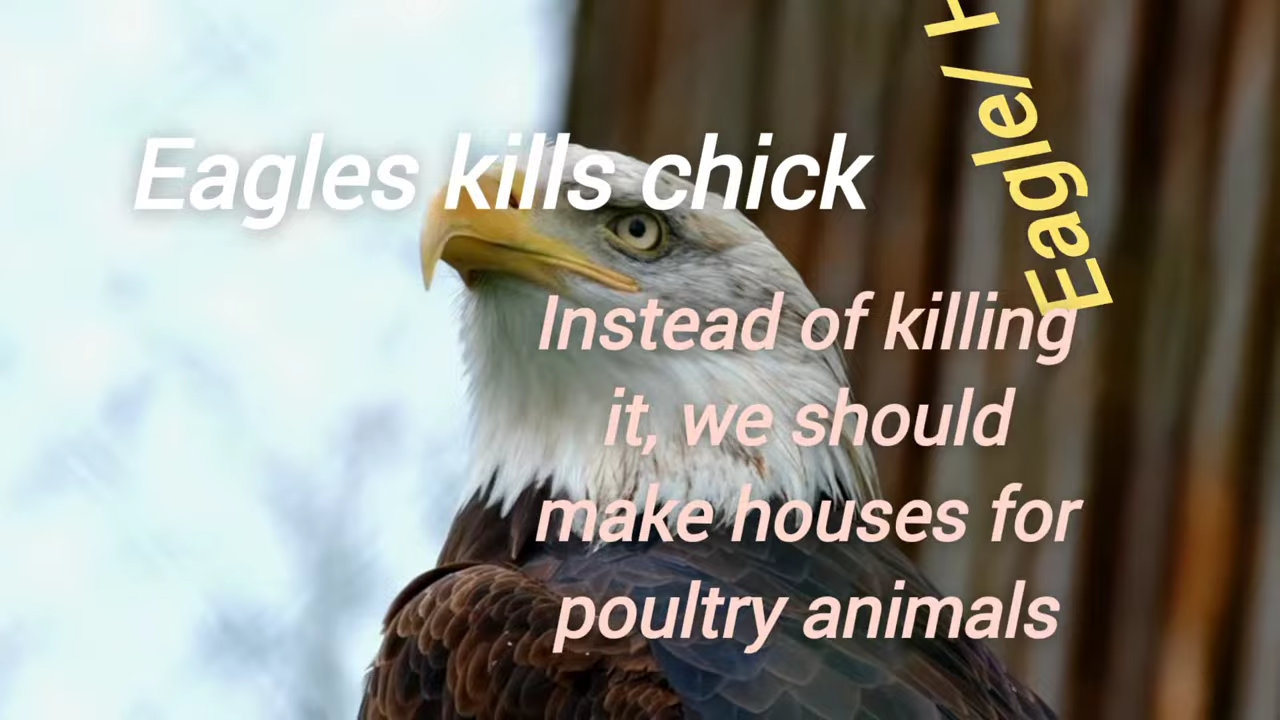 Eagles kills chick
Eagle/ H
Instead of killing
it, we should
make houses for
poultry animals